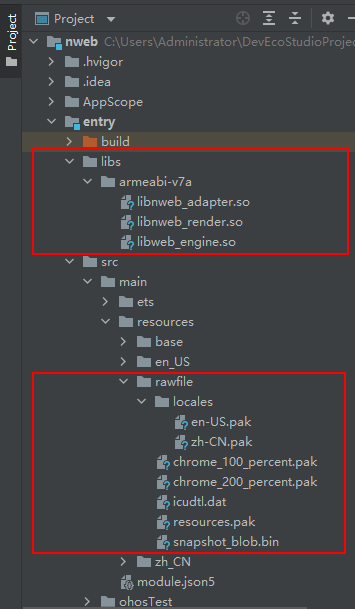 Project
Project
nweb C:\Users\Administrator\DevEcoStudioProje
.hvigor
.idea
AppScope
entry
build
libs
armeabi-v7a
libnweb_adapter.so
libnweb_render.so
libweb_engine.so
src
main
ets
resources
base
en_US
rawfile
locales
en-US.pak
zh-CN.pak
chrome_100_percent.pak
chrome_200_percent.pak
icudtl.dat
resources.pak
snapshot_blob.bin
zh_CN
module.json5
ohosTest